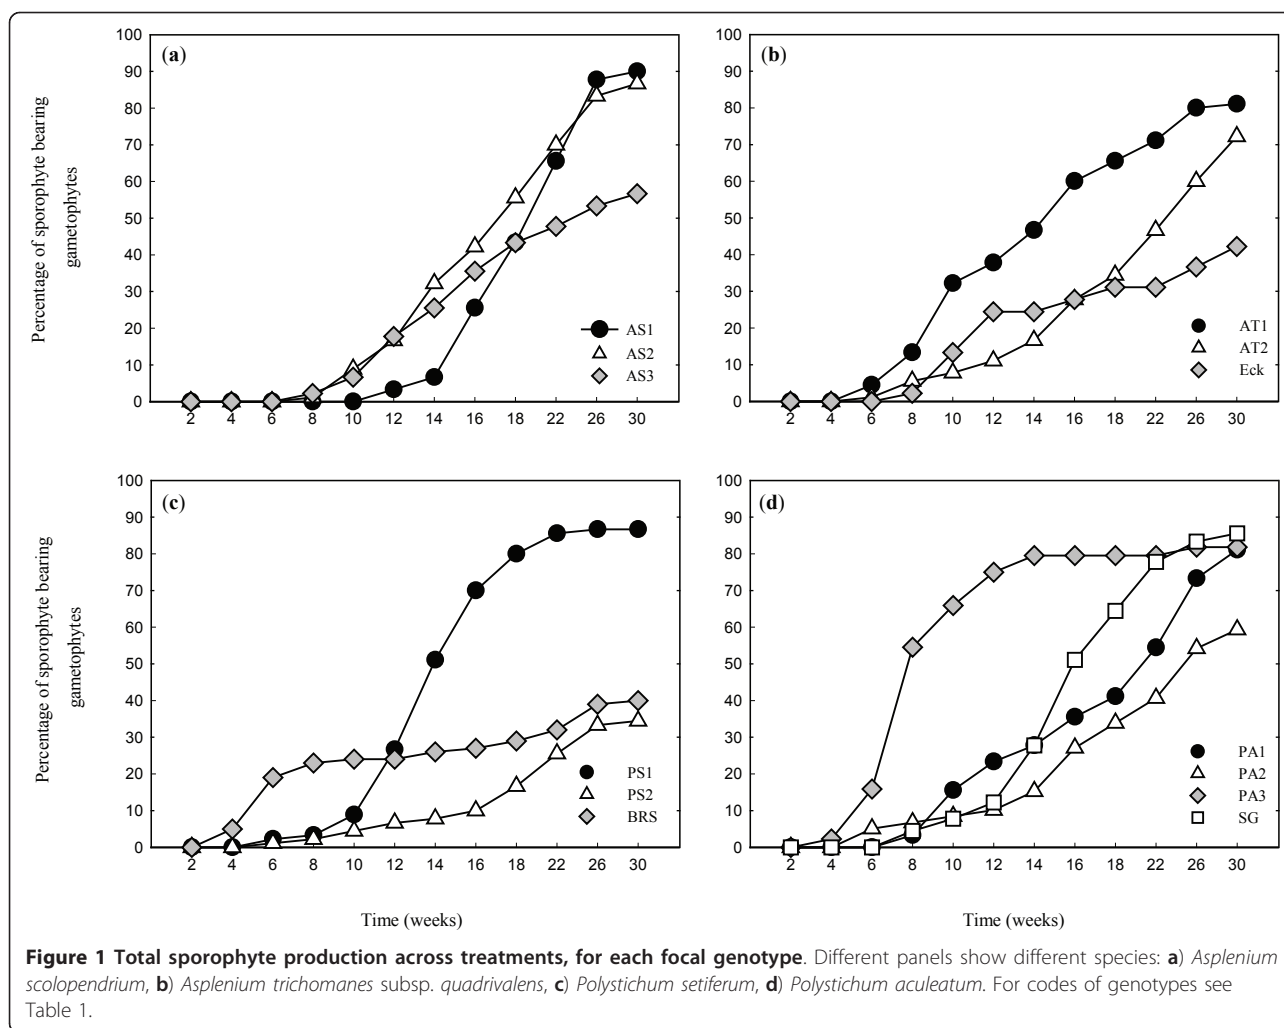 (a)
100
90
80
70
60
50
40
30
20
10
0
2 4 6 8 10 12 14 16 18 22 26 30
Percentage of sporophyte bearing
gametophytes
AS1
AS2
AS3
(b)
100
90
80
70
60
50
40
30
20
10
0
2 4 6 8 10 12 14 16 18 22 26 30
AT1
AT2
Eck
(c)
100
90
80
70
60
50
40
30
20
10
0
2 4 6 8 10 12 14 16 18 22 26 30
Percentage of sporophyte bearing
gametophytes
PS1
PS2
BRS
Time (weeks)
(d)
100
90
80
70
60
50
40
30
20
10
0
2 4 6 8 10 12 14 16 18 22 26 30
PA1
PA2
PA3
SG
Time (weeks)
Figure 1 Total sporophyte production across treatments, for each focal genotype. Different panels show different species: a) Asplenium
scolopendrium, b) Asplenium trichomanes subsp. quadrivalens, c) Polystichum setiferum, d) Polystichum aculeatum. For codes of genotypes see
Table 1.